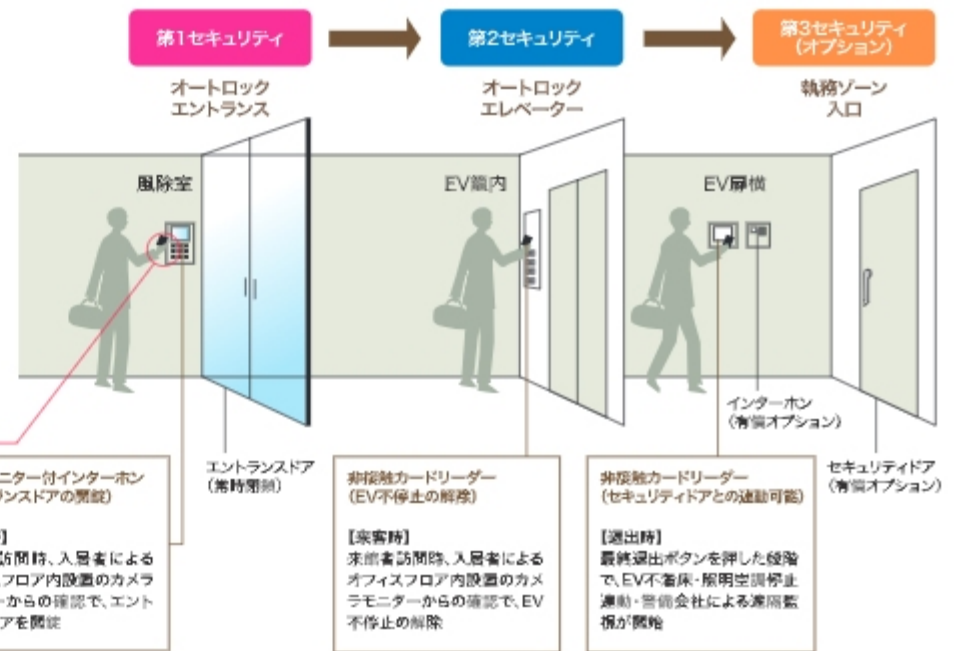 第1セキュリティ
第2セキュリティ
第3セキュリティ
(オプション)
オートロック
エントランス
オートロック
エレベーター
執務ゾーン
入口
風除室
EV籠内
EV扉横
インターホン
(有償オプション)
エントランスドア
(常時閉鎖)
セキュリティドア
(有償オプション)
ニター付インターホン
ランスドアの開錠)
】
訪問時、入居者による
フロア内設置のカメラ
ーからの確認で、エント
アを開錠
非接触カードリーダー
(EV不停止の解除)
【来客時】
来館者訪問時、入居者による
オフィスフロア内設置のカメ
ラモニターからの確認で、EV
不停止の解除
非接触カードリーダー
(セキュリティドアとの連動可能)
【退出時】
最終退出ボタンを押した段階
で、EV不着床・照明空調停止
連動・警備会社による遠隔監
視が開始